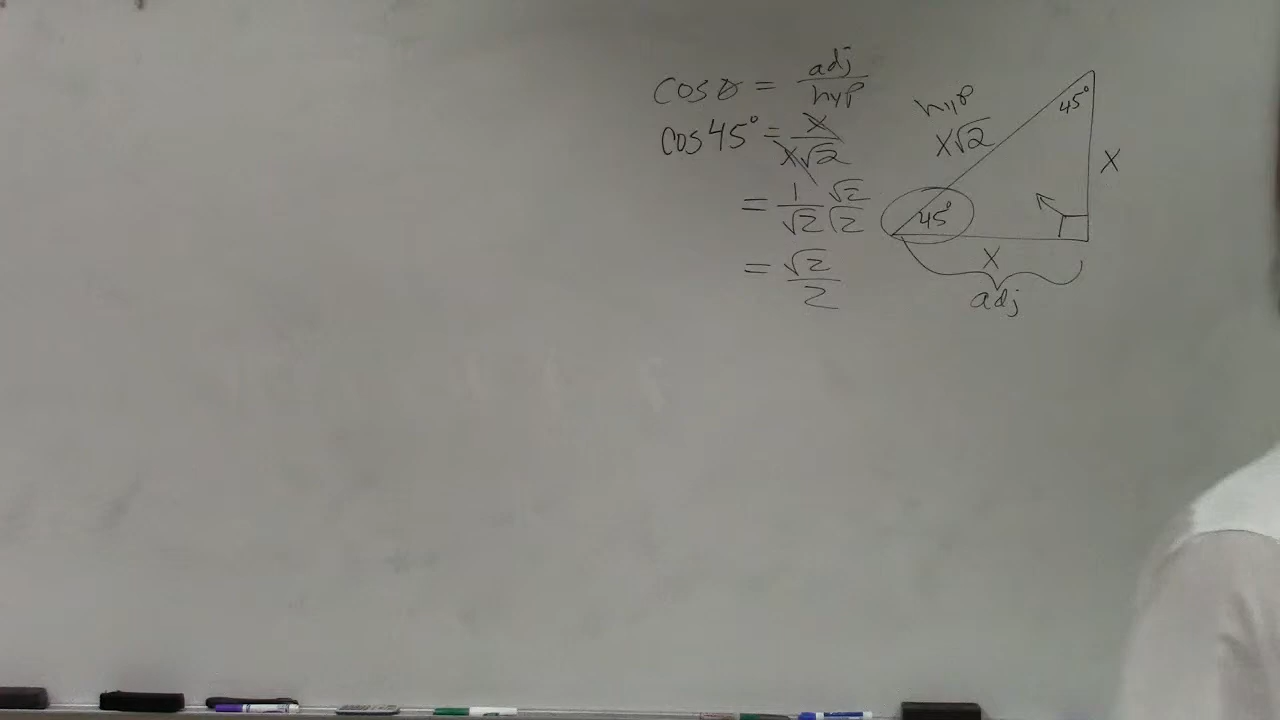 cos θ = adj/hyp
cos 45° = x/x√2
= 1/√2 √2/√2
= √2/2
hyp
x√2
45°
x
45°
x
adj